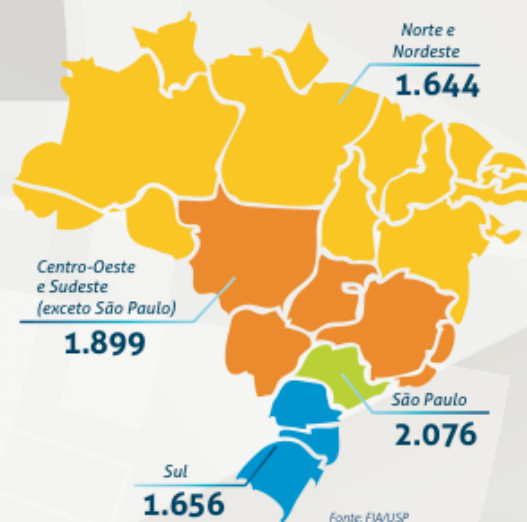 Norte e
Nordeste
1.644
Centro-Oeste
e Sudeste
(exceto São Paulo)
1.899
São Paulo
2.076
Sul
1.656
Fonte: FIA/USP